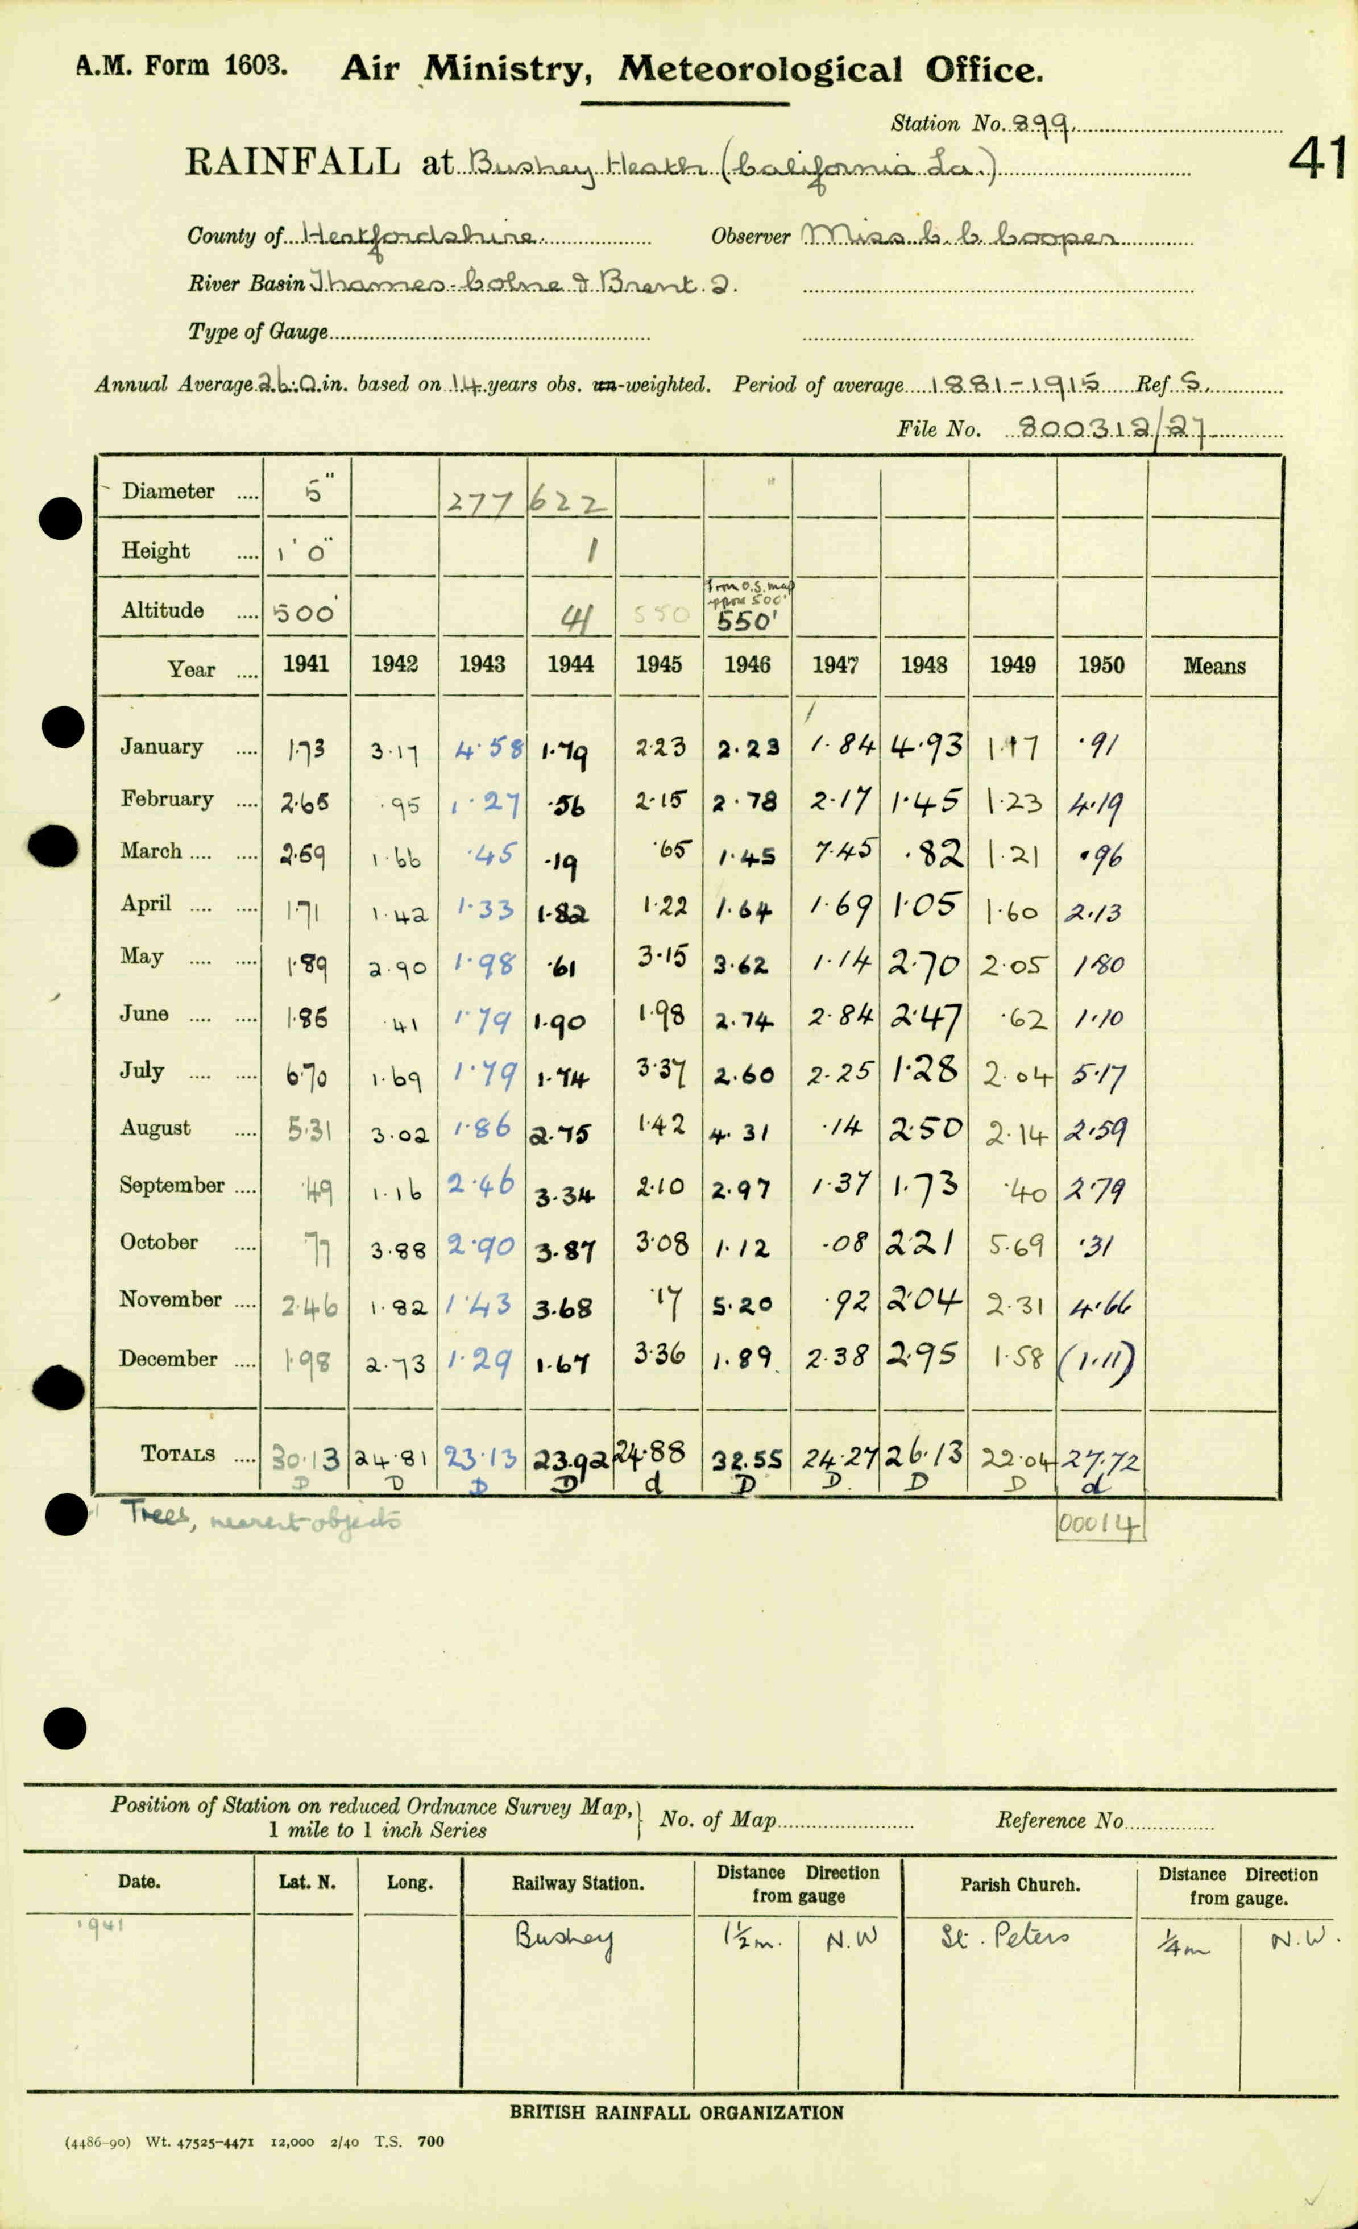 A.M. Form 1603. Air Ministry, Meteorological Office.
Station No. 899.
RAINFALL at Bushey Heath (California La.)
41
County of Hertfordshire. Observer Miss C. C. Cooper
River Basin Thames-Colne & Brent. 2.
Type of Gauge
Annual Average 26.0 in. based on 14 years obs. un-weighted. Period of average 1881-1915 Ref S.
File No. 800312/27
Diameter .... 5" 277 622
Height .... 1' 0" 1
from O.S. map
approx 500'
Altitude .... 500' 41 550 550'
Year .... 1941 1942 1943 1944 1945 1946 1947 1948 1949 1950 Means
January .... 1.73 3.17 4.58 1.79 2.23 2.23 1.84 4.93 1.17 .91
February .... 2.65 .95 1.27 .56 2.15 2.78 2.17 1.45 1.23 4.19
March .... .... 2.59 1.66 .45 .19 .65 1.45 7.45 .82 1.21 .96
April .... .... 1.71 1.42 1.33 1.82 1.22 1.64 1.69 1.05 1.60 2.13
May .... .... 1.89 2.90 1.98 .61 3.15 3.62 1.14 2.70 2.05 1.80
June .... .... 1.85 .41 1.79 1.90 1.98 2.74 2.84 2.47 .62 1.10
July .... .... 6.70 1.69 1.79 1.74 3.37 2.60 2.25 1.28 2.04 5.17
August .... 5.31 3.02 1.86 2.75 1.42 4.31 .14 2.50 2.14 2.59
September .... .49 1.16 2.46 3.34 2.10 2.97 1.37 1.73 .40 2.79
October .... .77 3.88 2.90 3.87 3.08 1.12 .08 2.21 5.69 .31
November .... 2.46 1.82 1.43 3.68 .17 5.20 .92 2.04 2.31 4.66
December .... 1.98 2.73 1.29 1.67 3.36 1.89 2.38 2.95 1.58 (1.11)
TOTALS .... 30.13 24.81 23.13 23.92 24.88 32.55 24.27 26.13 22.04 27.72
D D D D d D D. D D d
Trees, nearest objects
00014
Position of Station on reduced Ordnance Survey Map,} No. of Map Reference No
1 mile to 1 inch Series
Date. Lat. N. Long. Railway Station. Distance Direction from gauge Parish Church. Distance Direction from gauge.
1941 Bushey 1½m. N.W St. Peters ¼m N.W.
BRITISH RAINFALL ORGANIZATION
(4486-90) Wt. 47525-4471 12,000 2/40 T.S. 700